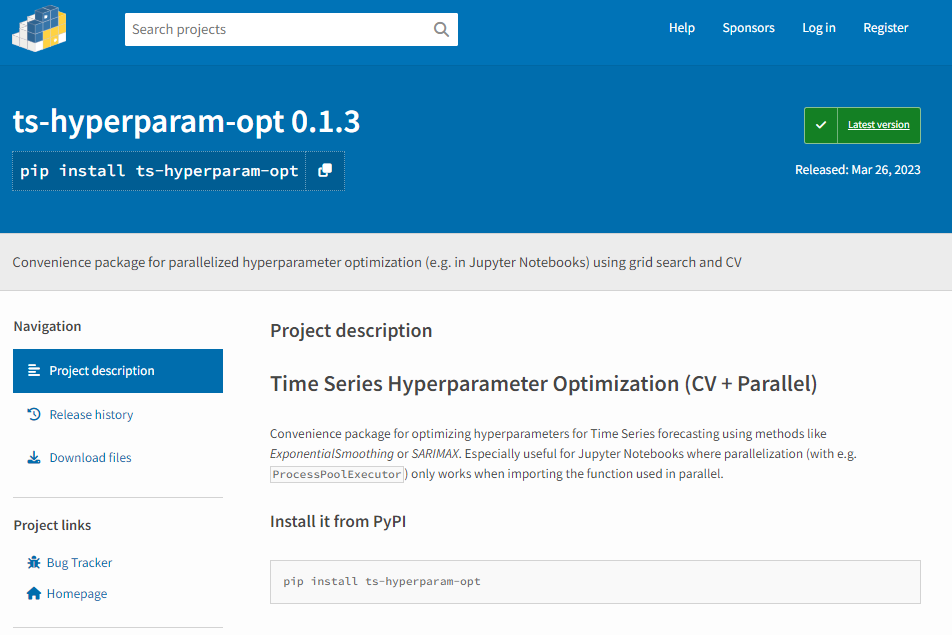 Search projects
Help
Sponsors
Log in
Register
ts-hyperparam-opt 0.1.3
Latest version
pip install ts-hyperparam-opt
Released: Mar 26, 2023
Convenience package for parallelized hyperparameter optimization (e.g. in Jupyter Notebooks) using grid search and CV
Navigation
Project description
Release history
Download files
Project links
Bug Tracker
Homepage
Project description
Time Series Hyperparameter Optimization (CV + Parallel)
Convenience package for optimizing hyperparameters for Time Series forecasting using methods like
ExponentialSmoothing or SARIMAX. Especially useful for Jupyter Notebooks where parallelization (with e.g.
ProcessPoolExecutor) only works when importing the function used in parallel.
Install it from PyPI
pip install ts-hyperparam-opt